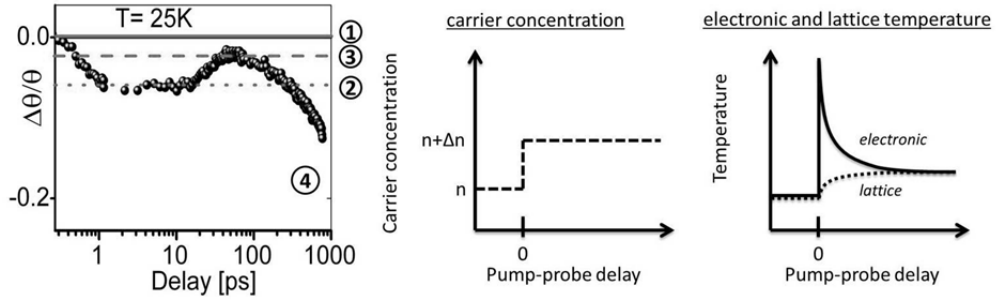 T= 25K
0.0
-0.2
Δθ/θ
①
③
②
④
1
10
100
1000
Delay [ps]
carrier concentration
Carrier concentration
n+Δn
n
0
Pump-probe delay
electronic and lattice temperature
Temperature
electronic
lattice
0
Pump-probe delay